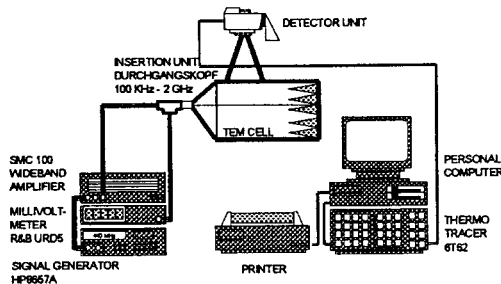 DETECTOR UNIT
INSERTION UNIT
DURCHGANGSKOPF
100 KHz - 2 GHz
TEM CELL
SMC 100
WIDEBAND
AMPLIFIER
MILLIVOLT-
METER
R&B URD5
SIGNAL GENERATOR
HP8657A
PRINTER
PERSONAL
COMPUTER
THERMO
TRACER
6T62